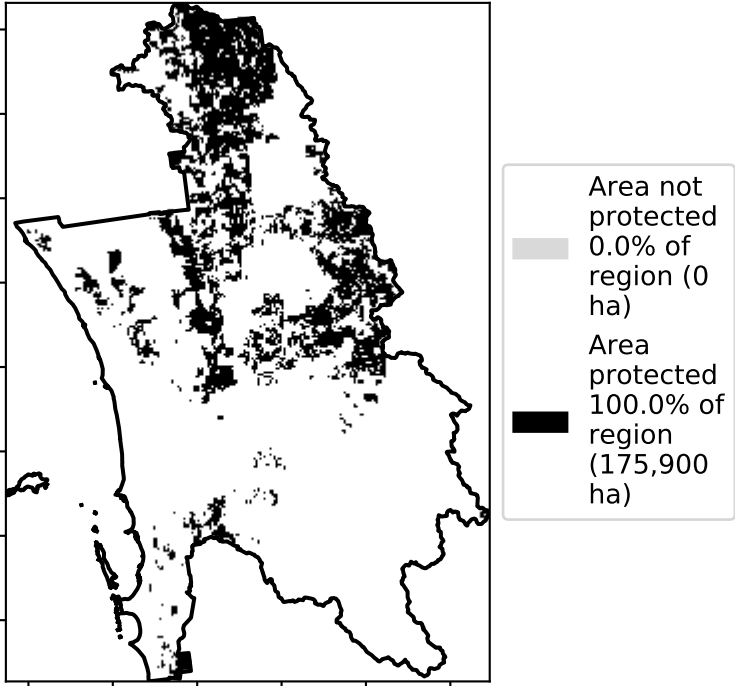 Area not
protected
0.0% of
region (0
ha)
Area
protected
100.0% of
region
(175,900
ha)